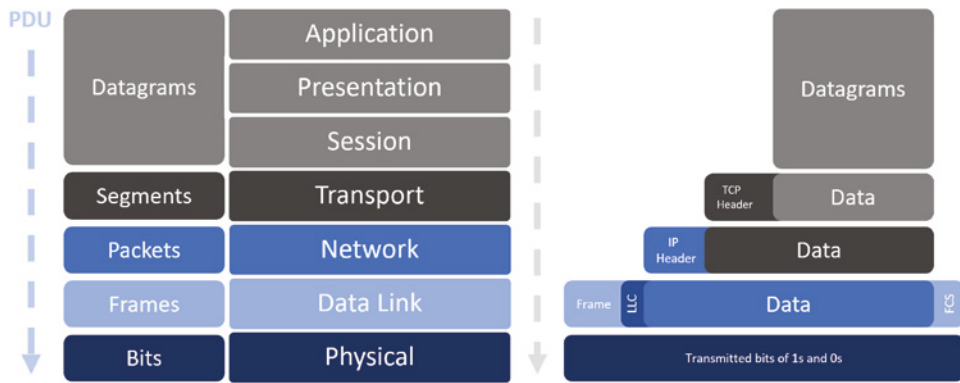 PDU
Datagrams
Application
Presentation
Session
Segments
Transport
Packets
Network
Frames
Data Link
Bits
Physical
Datagrams
TCP
Header
Data
IP
Header
Data
Frame
LLC
Data
FCS
Transmitted bits of 1s and 0s